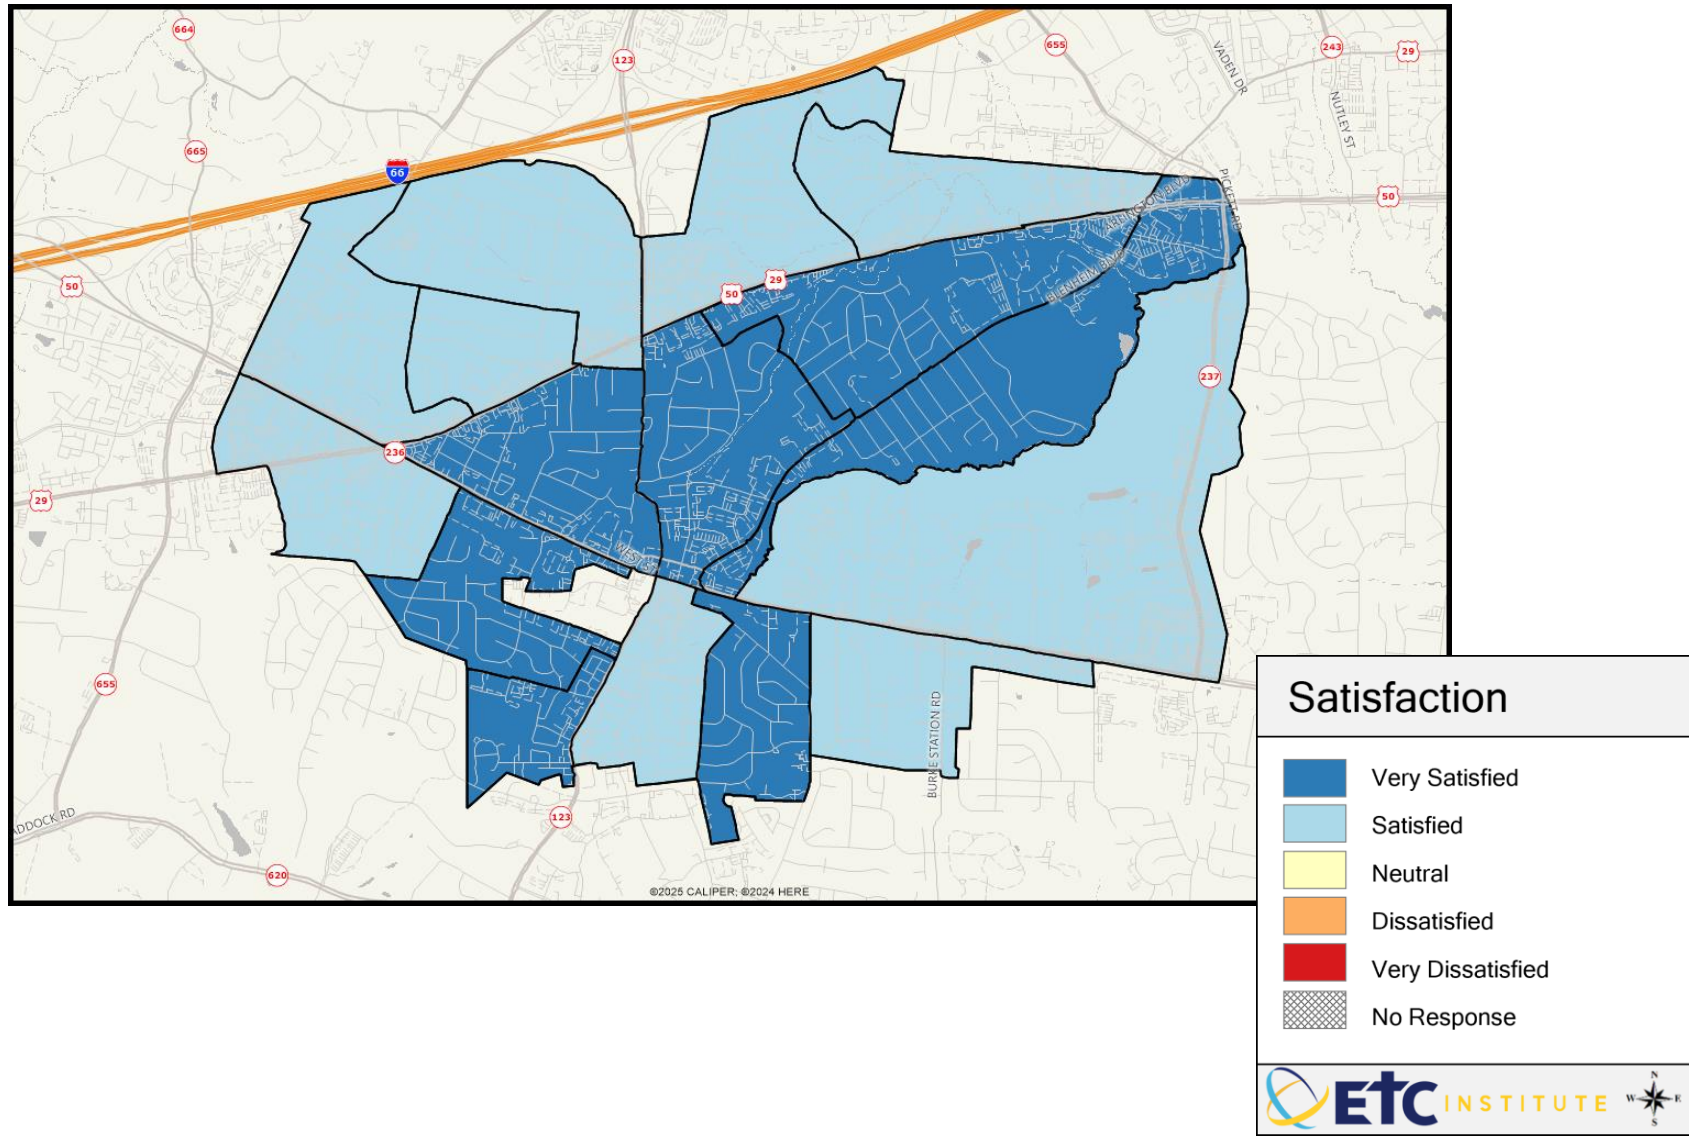 664
123
655
243
29
VADEN DR
NUTLEY ST
665
66
PICKETT RD
50
ARLINGTON BLVD
50
29
50
BLENHEIM BLVD
237
236
29
WEST ST
655
BURKE STATION RD
123
ADDOCK RD
620
©2025 CALIPER; ©2024 HERE
Satisfaction
Very Satisfied
Satisfied
Neutral
Dissatisfied
Very Dissatisfied
No Response
ETC INSTITUTE
N
W E
S